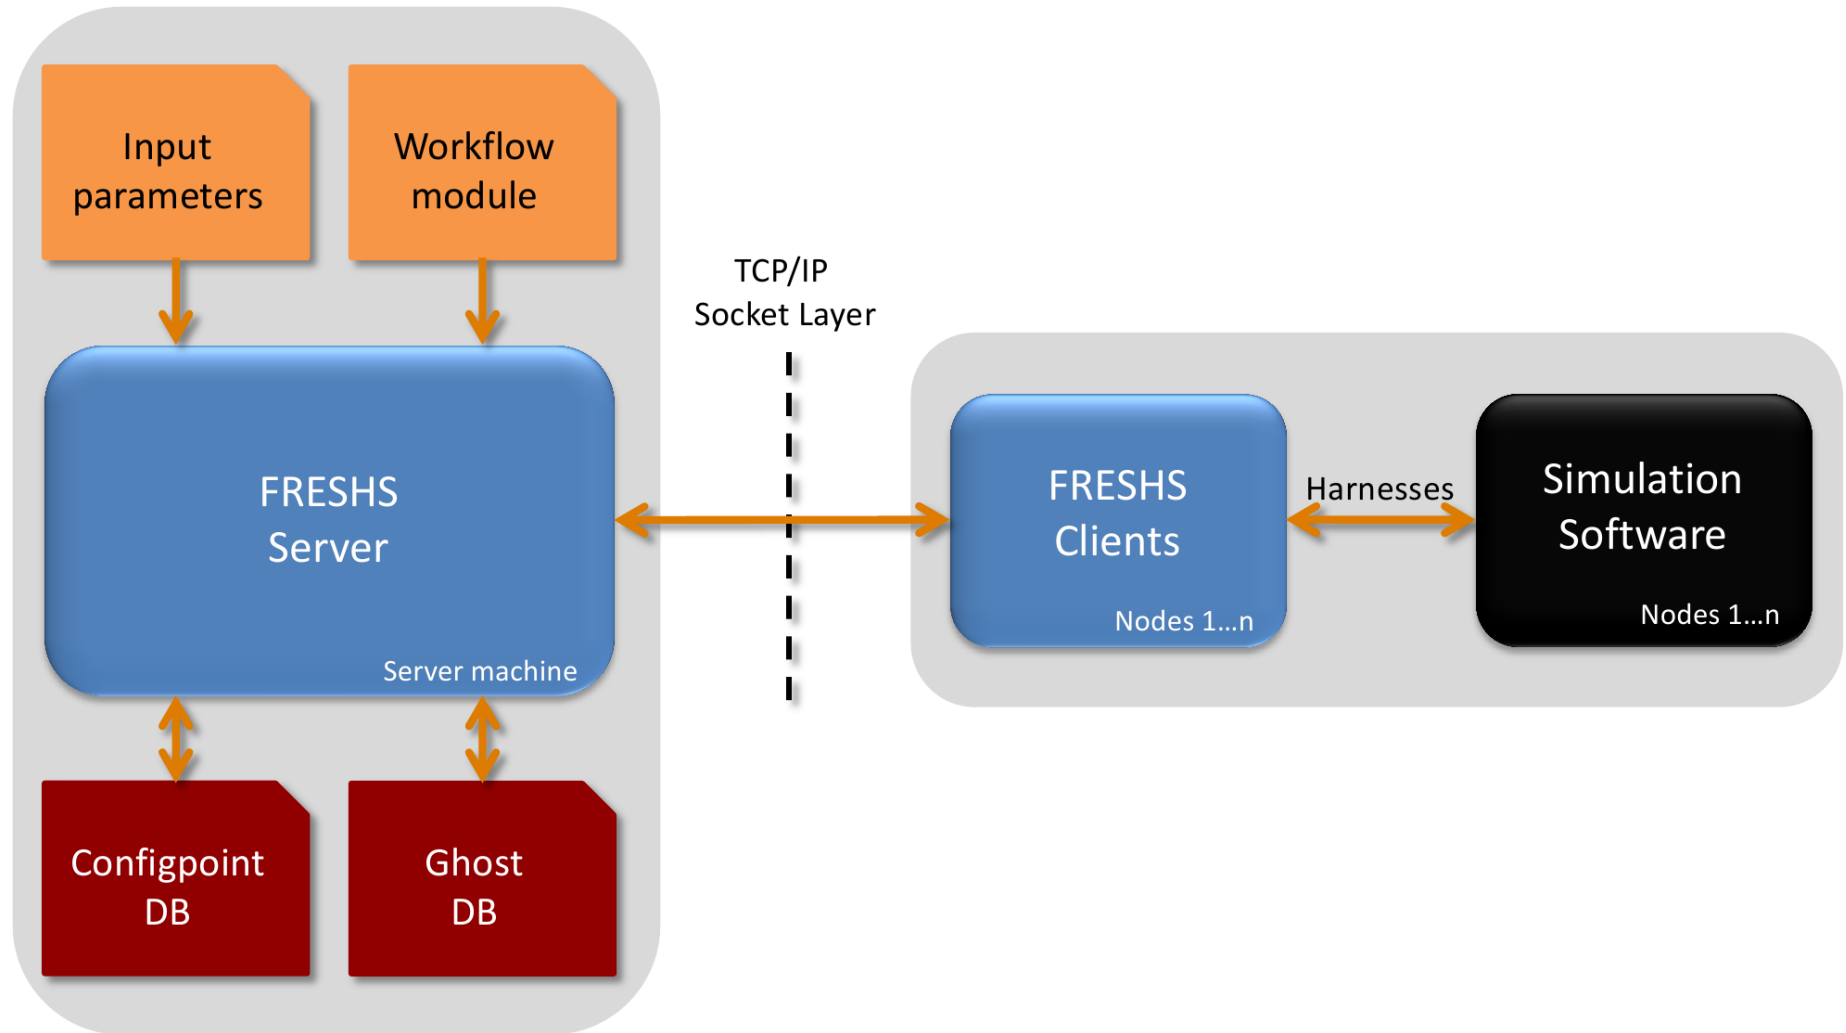 Input
parameters
Workflow
module
TCP/IP
Socket Layer
FRESHS
Server
Server machine
FRESHS
Clients
Nodes 1...n
Harnesses
Simulation
Software
Nodes 1...n
Configpoint
DB
Ghost
DB